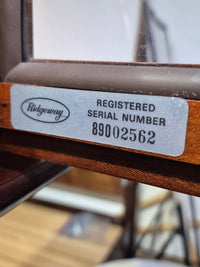 Ridgeway
REGISTERED
SERIAL NUMBER
89002562